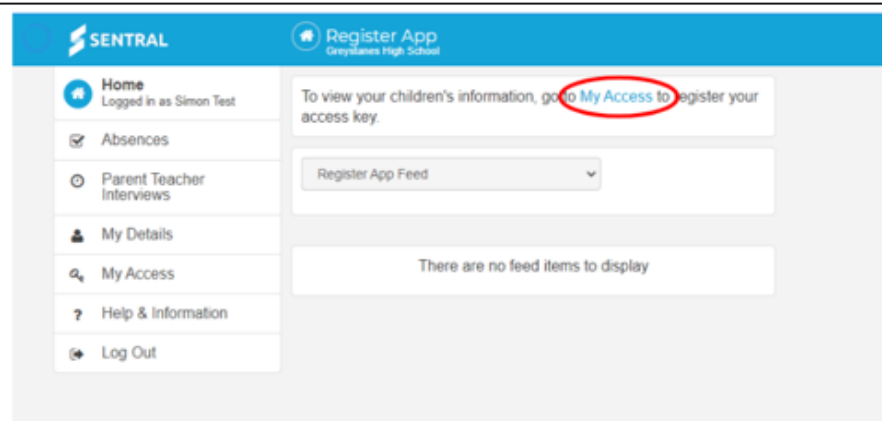 SENTRAL
Register App
Greystanes High School
Home
Logged in as Simon Test
Absences
Parent Teacher
Interviews
My Details
My Access
Help & Information
Log Out
To view your children's information, go to My Access to register your
access key.
Register App Feed
There are no feed items to display